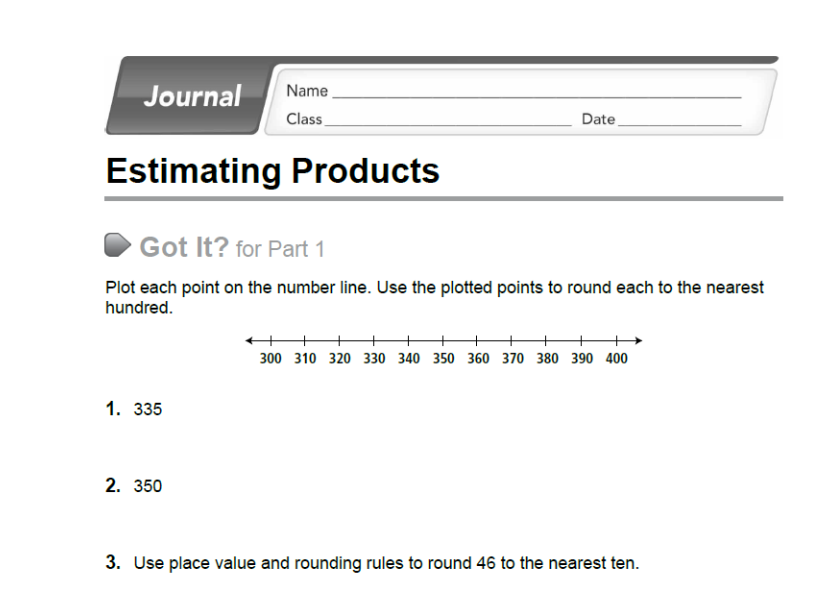 Journal
Name
Class Date
Estimating Products
Got It? for Part 1
Plot each point on the number line. Use the plotted points to round each to the nearest
hundred.
300 310 320 330 340 350 360 370 380 390 400
1. 335
2. 350
3. Use place value and rounding rules to round 46 to the nearest ten.